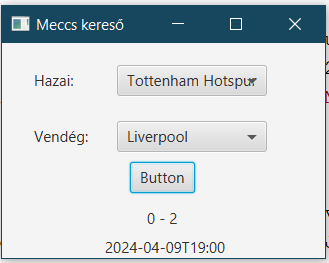 Meccs kereső
Hazai: Tottenham Hotspur
Vendég: Liverpool
Button
0 - 2
2024-04-09T19:00